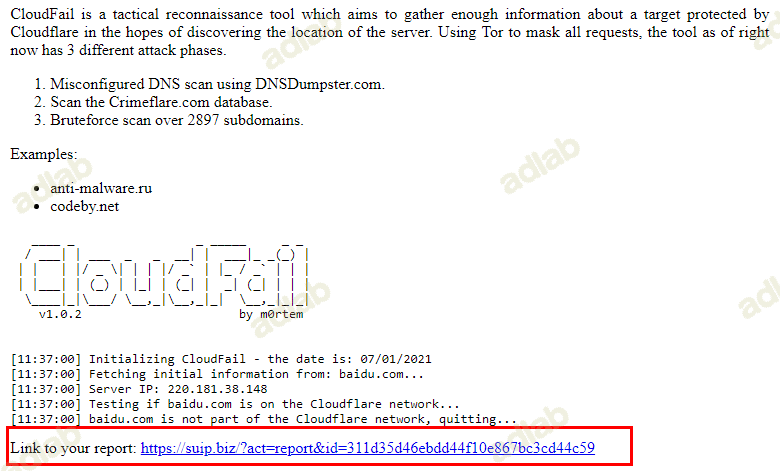 CloudFail is a tactical reconnaissance tool which aims to gather enough information about a target protected by
Cloudflare in the hopes of discovering the location of the server. Using Tor to mask all requests, the tool as of right
now has 3 different attack phases.
1. Misconfigured DNS scan using DNSDumpster.com.
2. Scan the Crimeflare.com database.
3. Bruteforce scan over 2897 subdomains.
Examples:
• anti-malware.ru
• codeby.net
CloudFail
v1.0.2 by m0rtem
[11:37:00] Initializing CloudFail - the date is: 07/01/2021
[11:37:00] Fetching initial information from: baidu.com...
[11:37:00] Server IP: 220.181.38.148
[11:37:00] Testing if baidu.com is on the Cloudflare network...
[11:37:00] baidu.com is not part of the Cloudflare network, quitting...
Link to your report: https://suip.biz/?act=report&id=311d35d46ebdd44f10e867bc3cd44c59
adlab
adlab
adlab
adlab
adlab